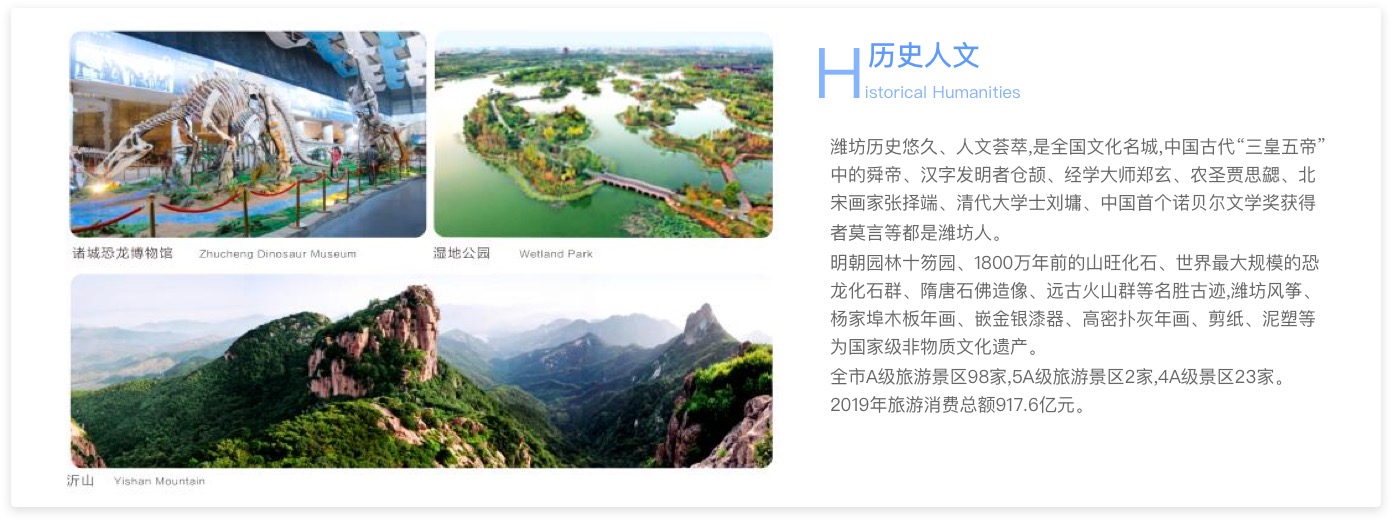 诸城恐龙博物馆 Zhucheng Dinosaur Museum
湿地公园 Wetland Park
沂山 Yishan Mountain
历史人文
Historical Humanities
潍坊历史悠久、人文荟萃,是全国文化名城,中国古代“三皇五帝”
中的舜帝、汉字发明者仓颉、经学大师郑玄、农圣贾思勰、北
宋画家张择端、清代大学士刘墉、中国首个诺贝尔文学奖获得
者莫言等都是潍坊人。
明朝园林十笏园、1800万年前的山旺化石、世界最大规模的恐
龙化石群、隋唐石佛造像、远古火山群等名胜古迹,潍坊风筝、
杨家埠木板年画、嵌金银漆器、高密扑灰年画、剪纸、泥塑等
为国家级非物质文化遗产。
全市A级旅游景区98家,5A级旅游景区2家,4A级景区23家。
2019年旅游消费总额917.6亿元。